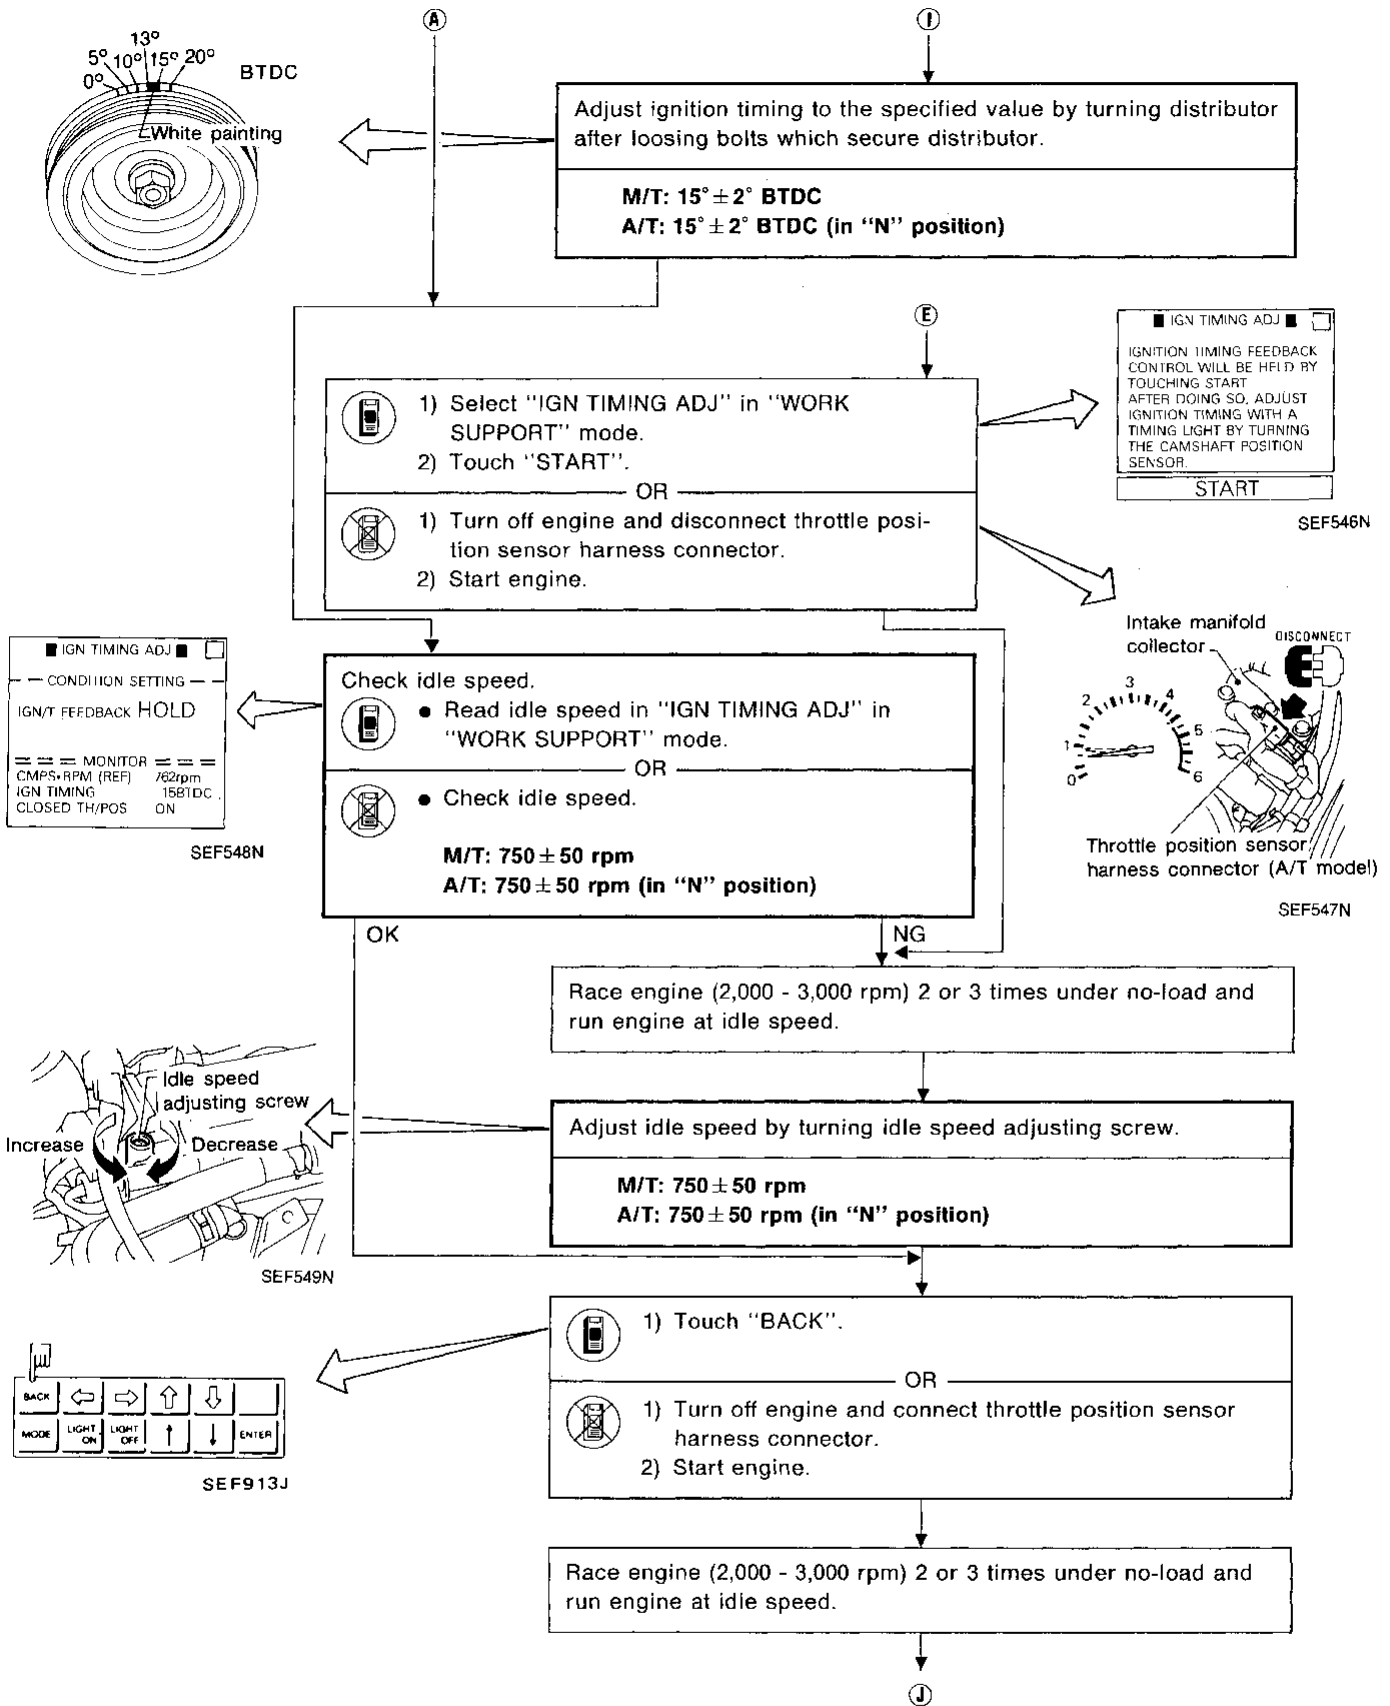 A
I
0°
5°
10°
13°
15°
20°
BTDC
White painting
Adjust ignition timing to the specified value by turning distributor
after loosing bolts which secure distributor.
M/T: 15°±2° BTDC
A/T: 15°±2° BTDC (in "N" position)
E
1) Select "IGN TIMING ADJ" in "WORK
SUPPORT" mode.
2) Touch "START".
OR
1) Turn off engine and disconnect throttle posi-
tion sensor harness connector.
2) Start engine.
■ IGN TIMING ADJ ■
IGNITION TIMING FEEDBACK
CONTROL WILL BE HELD BY
TOUCHING START
AFTER DOING SO, ADJUST
IGNITION TIMING WITH A
TIMING LIGHT BY TURNING
THE CAMSHAFT POSITION
SENSOR.
START
SEF546N
Intake manifold
collector
DISCONNECT
0
1
2
3
4
5
6
Throttle position sensor
harness connector (A/T model)
SEF547N
■ IGN TIMING ADJ ■
CONDITION SETTING
IGN/T FEEDBACK HOLD
MONITOR
CMPS•RPM (REF) 762rpm
IGN TIMING 15BTDC
CLOSED TH/POS ON
SEF548N
Check idle speed.
● Read idle speed in "IGN TIMING ADJ" in
"WORK SUPPORT" mode.
OR
● Check idle speed.
M/T: 750±50 rpm
A/T: 750±50 rpm (in "N" position)
OK
NG
Race engine (2,000 - 3,000 rpm) 2 or 3 times under no-load and
run engine at idle speed.
Idle speed
adjusting screw
Increase
Decrease
SEF549N
Adjust idle speed by turning idle speed adjusting screw.
M/T: 750±50 rpm
A/T: 750±50 rpm (in "N" position)
1) Touch "BACK".
OR
1) Turn off engine and connect throttle position sensor
harness connector.
2) Start engine.
BACK
MODE
LIGHT
ON
LIGHT
OFF
ENTER
SEF913J
Race engine (2,000 - 3,000 rpm) 2 or 3 times under no-load and
run engine at idle speed.
J